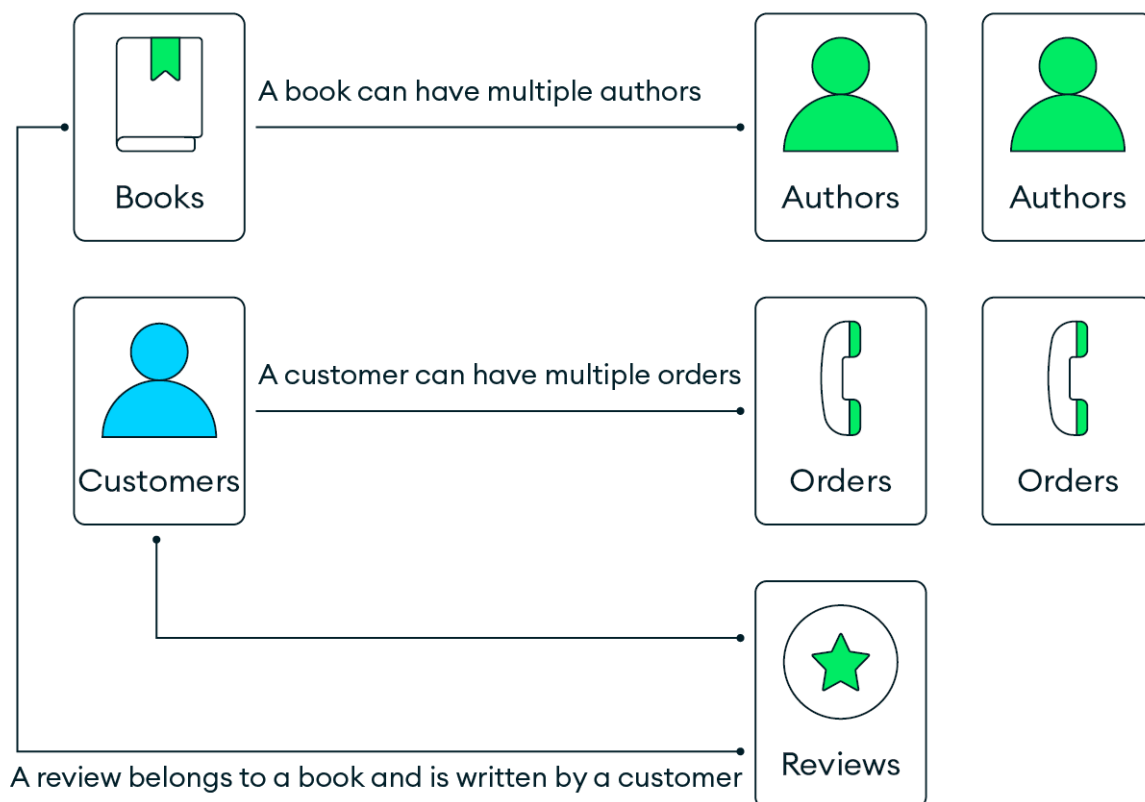 A book can have multiple authors
Books
Authors
Authors
A customer can have multiple orders
Customers
Orders
Orders
Reviews
A review belongs to a book and is written by a customer